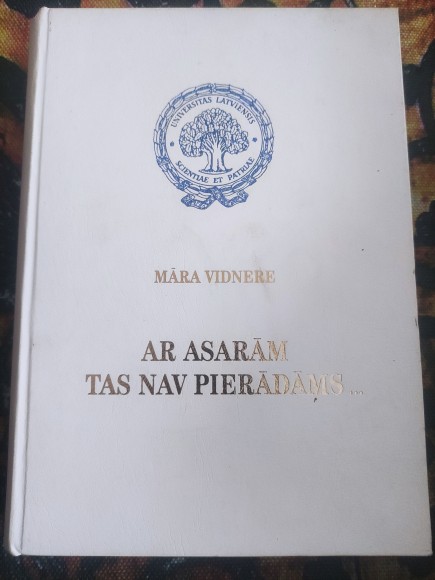 UNIVERSITAS LATVIENSIS
SCIENTIAE ET PATRIAE
MĀRA VIDNERE
AR ASARĀM
TAS NAV PIERĀDĀMS...